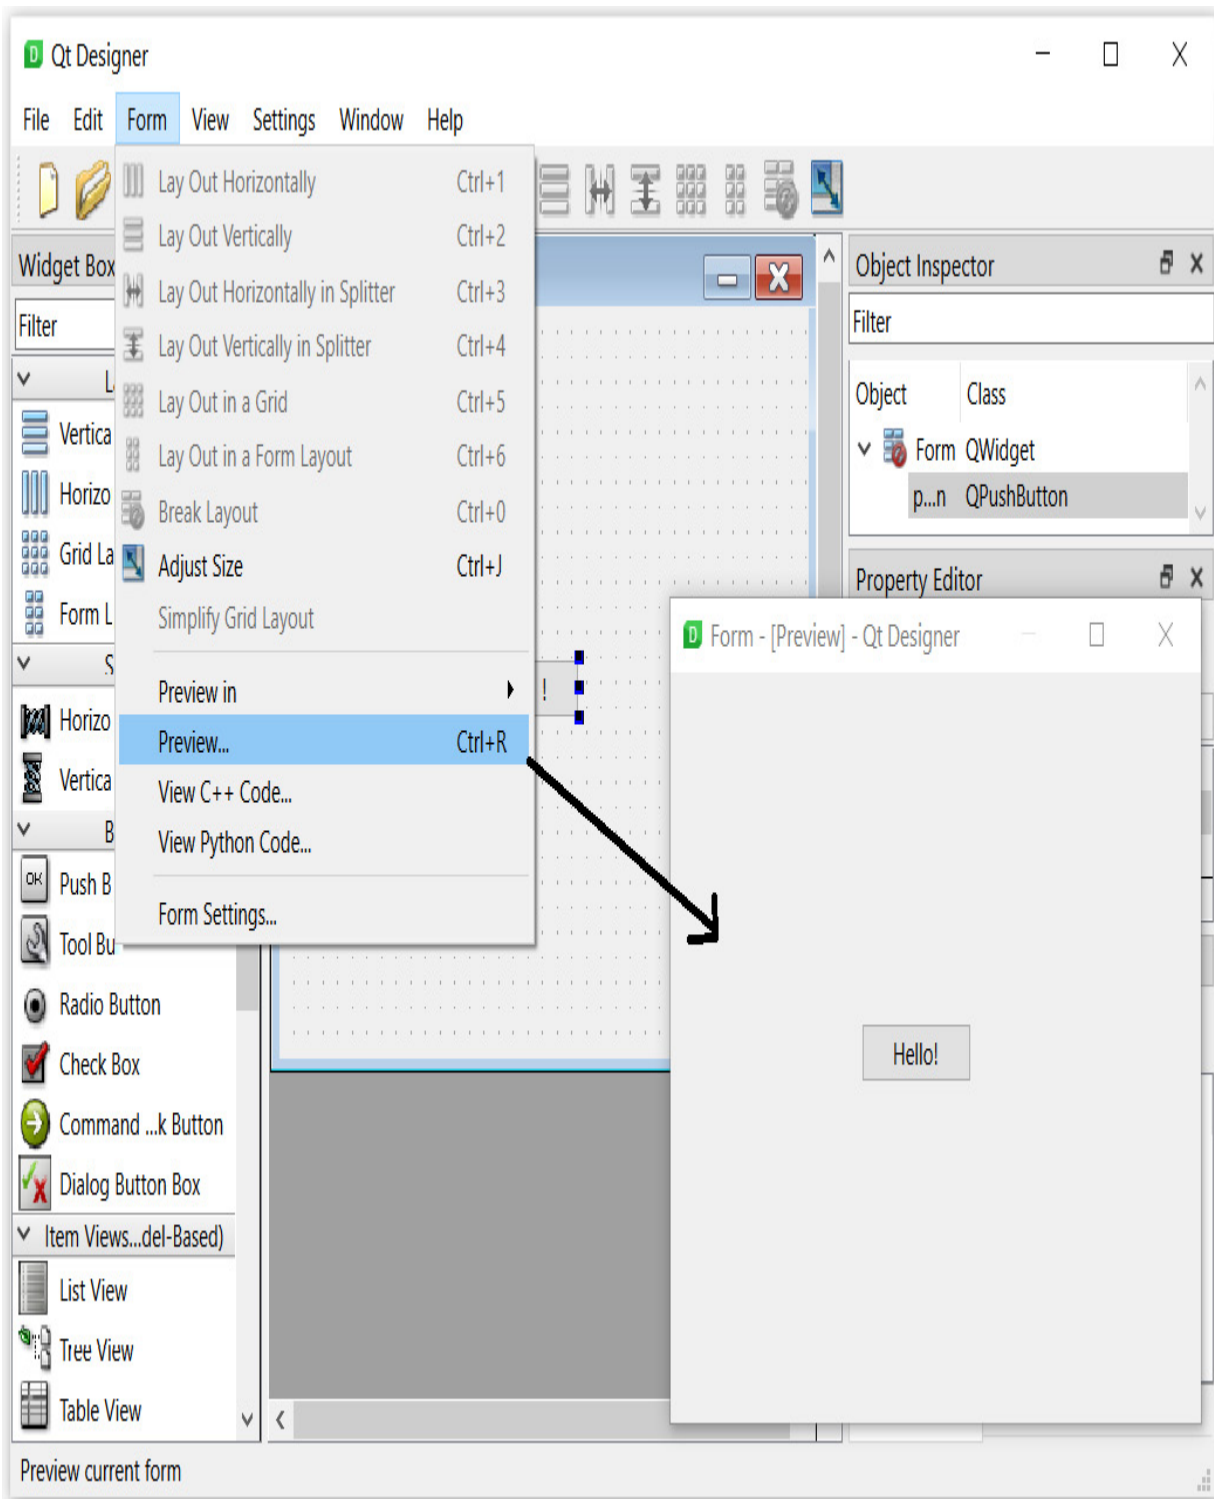 Qt Designer
File Edit Form View Settings Window Help
Lay Out Horizontally Ctrl+1
Lay Out Vertically Ctrl+2
Lay Out Horizontally in Splitter Ctrl+3
Lay Out Vertically in Splitter Ctrl+4
Lay Out in a Grid Ctrl+5
Lay Out in a Form Layout Ctrl+6
Break Layout Ctrl+0
Adjust Size Ctrl+J
Simplify Grid Layout
Preview in
Preview... Ctrl+R
View C++ Code...
View Python Code...
Form Settings...
Widget Box
Filter
L
Vertica
Horizo
Grid La
Form L
S
Horizo
Vertica
B
OK Push B
Tool Bu
Radio Button
Check Box
Command ...k Button
Dialog Button Box
Item Views...del-Based)
List View
Tree View
Table View
!
Object Inspector
Filter
Object Class
Form QWidget
p...n QPushButton
Property Editor
D Form - [Preview] - Qt Designer
Hello!
Preview current form